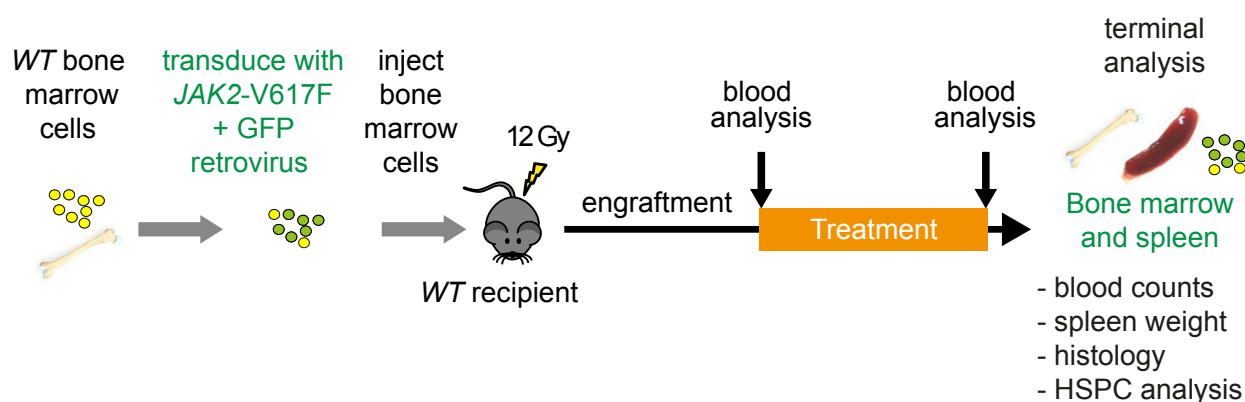 WT bone
marrow
cells
transduce with
JAK2-V617F
+ GFP
retrovirus
inject
bone
marrow
cells
12 Gy
WT recipient
engraftment
blood
analysis
Treatment
blood
analysis
terminal
analysis
Bone marrow
and spleen
- blood counts
- spleen weight
- histology
- HSPC analysis